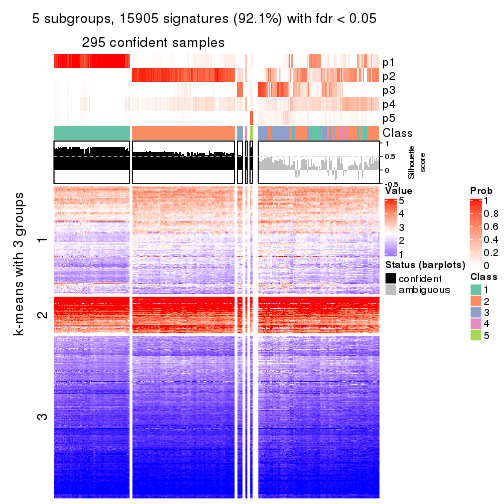 5 subgroups, 15905 signatures (92.1%) with fdr < 0.05
295 confident samples
p1
p2
p3
p4
p5
Class
1
0.5
0
-0.5
Silhouette
score
k-means with 3 groups
1
2
3
Value
5
4
3
2
1
Status (barplots)
confident
ambiguous
Prob
1
0.8
0.6
0.4
0.2
0
Class
1
2
3
4
5